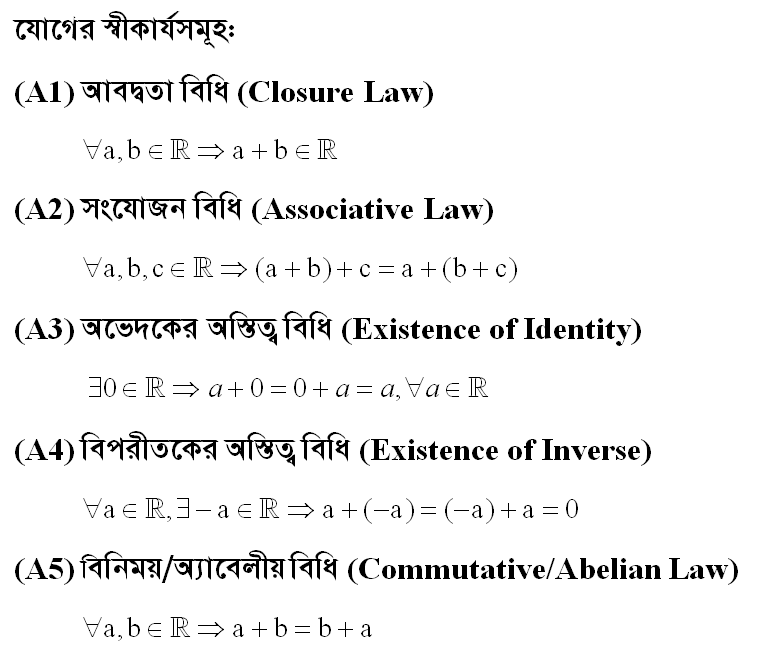 যোগের স্বীকার্যসমূহঃ
(A1) আবদ্বতা বিধি (Closure Law)
∀a,b∈ℝ⇒a+b∈ℝ
(A2) সংযোজন বিধি (Associative Law)
∀a,b,c∈ℝ⇒(a+b)+c=a+(b+c)
(A3) অভেদকের অস্তিত্ব বিধি (Existence of Identity)
∃0∈ℝ⇒a+0=0+a=a,∀a∈ℝ
(A4) বিপরীতকের অস্তিত্ব বিধি (Existence of Inverse)
∀a∈ℝ,∃−a∈ℝ⇒a+(−a)=(−a)+a=0
(A5) বিনিময়/অ্যাবেলীয় বিধি (Commutative/Abelian Law)
∀a,b∈ℝ⇒a+b=b+a